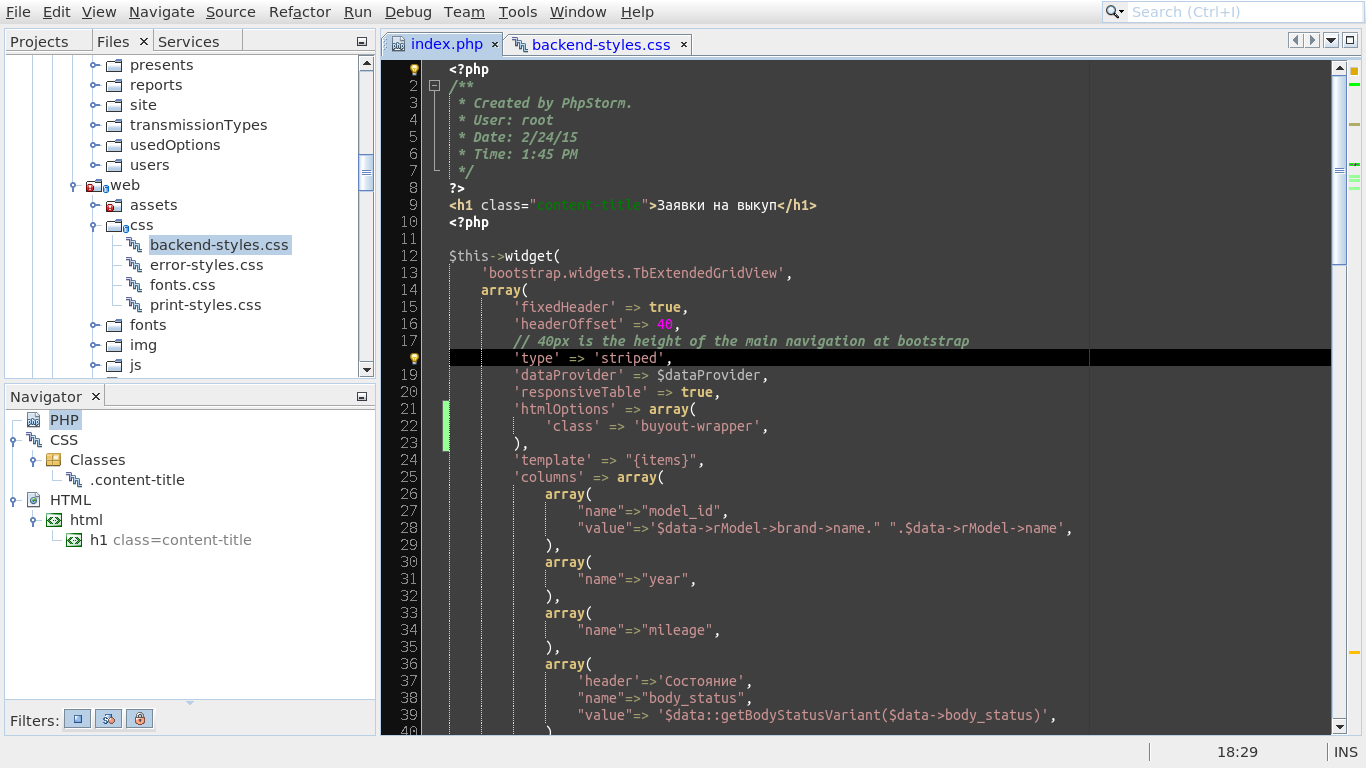 File Edit View Navigate Source Refactor Run Debug Team Tools Window Help Search (Ctrl+I)
Projects Files Services
presents
reports
site
transmissionTypes
usedOptions
users
web
assets
css
backend-styles.css
error-styles.css
fonts.css
print-styles.css
fonts
img
js
Navigator
PHP
CSS
Classes
.content-title
HTML
html
h1 class=content-title
Filters:
index.php backend-styles.css
<?php
2 /**
3 * Created by PhpStorm.
4 * User: root
5 * Date: 2/24/15
6 * Time: 1:45 PM
7 */
8 ?>
9 <h1 class="content-title">Заявки на выкуп</h1>
10 <?php
11
12 $this->widget(
13 'bootstrap.widgets.TbExtendedGridView',
14 array(
15 'fixedHeader' => true,
16 'headerOffset' => 40,
17 // 40px is the height of the main navigation at bootstrap
'type' => 'striped',
19 'dataProvider' => $dataProvider,
20 'responsiveTable' => true,
21 'htmlOptions' => array(
22 'class' => 'buyout-wrapper',
23 ),
24 'template' => "{items}",
25 'columns' => array(
26 array(
27 "name"=>"model_id",
28 "value"=>'$data->rModel->brand->name." ".$data->rModel->name',
29 ),
30 array(
31 "name"=>"year",
32 ),
33 array(
34 "name"=>"mileage",
35 ),
36 array(
37 'header'=>'Состояние',
38 "name"=>"body_status",
39 "value"=> '$data::getBodyStatusVariant($data->body_status)',
40 )
18:29 INS